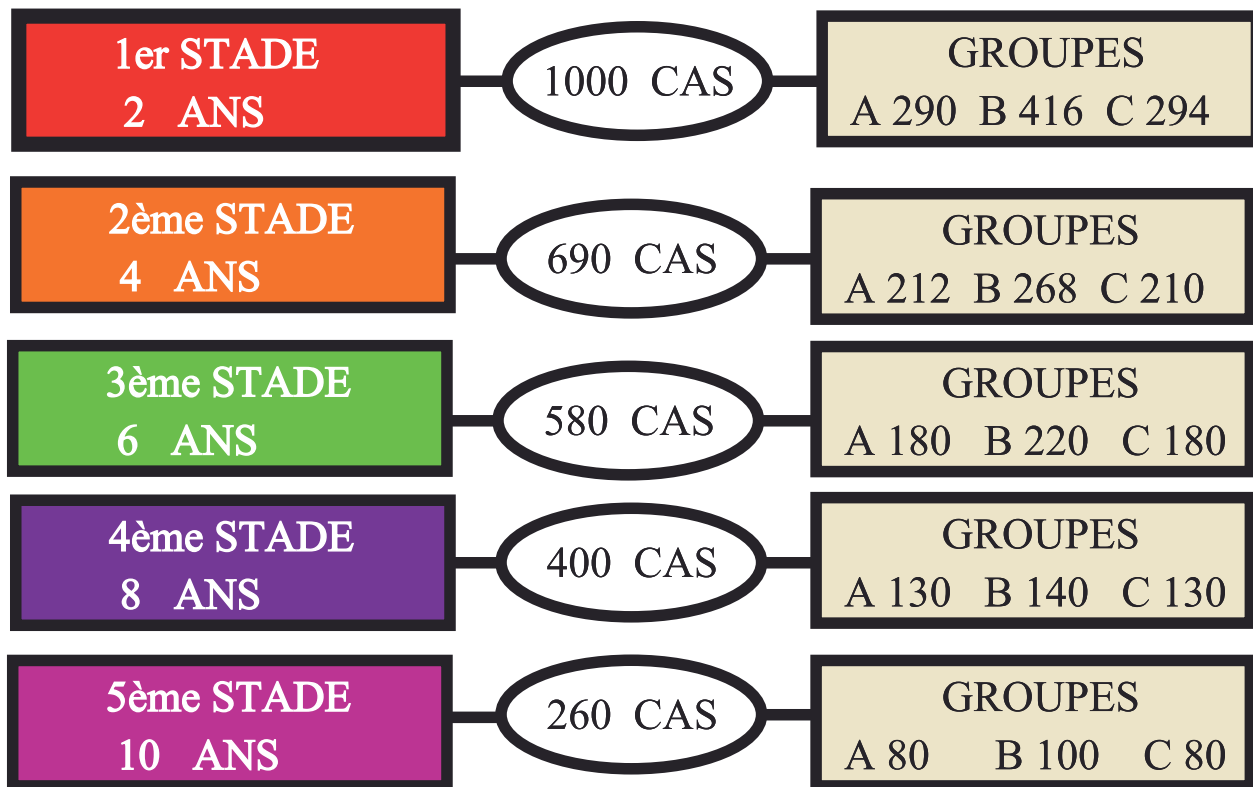 1er STADE
2 ANS
1000 CAS
GROUPES
A 290 B 416 C 294
2ème STADE
4 ANS
690 CAS
GROUPES
A 212 B 268 C 210
3ème STADE
6 ANS
580 CAS
GROUPES
A 180 B 220 C 180
4ème STADE
8 ANS
400 CAS
GROUPES
A 130 B 140 C 130
5ème STADE
10 ANS
260 CAS
GROUPES
A 80 B 100 C 80